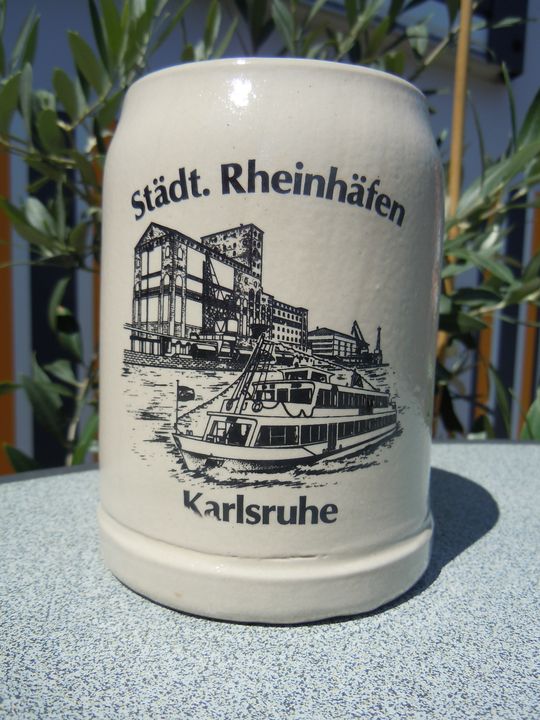 Städt. Rheinhäfen
Karlsruhe